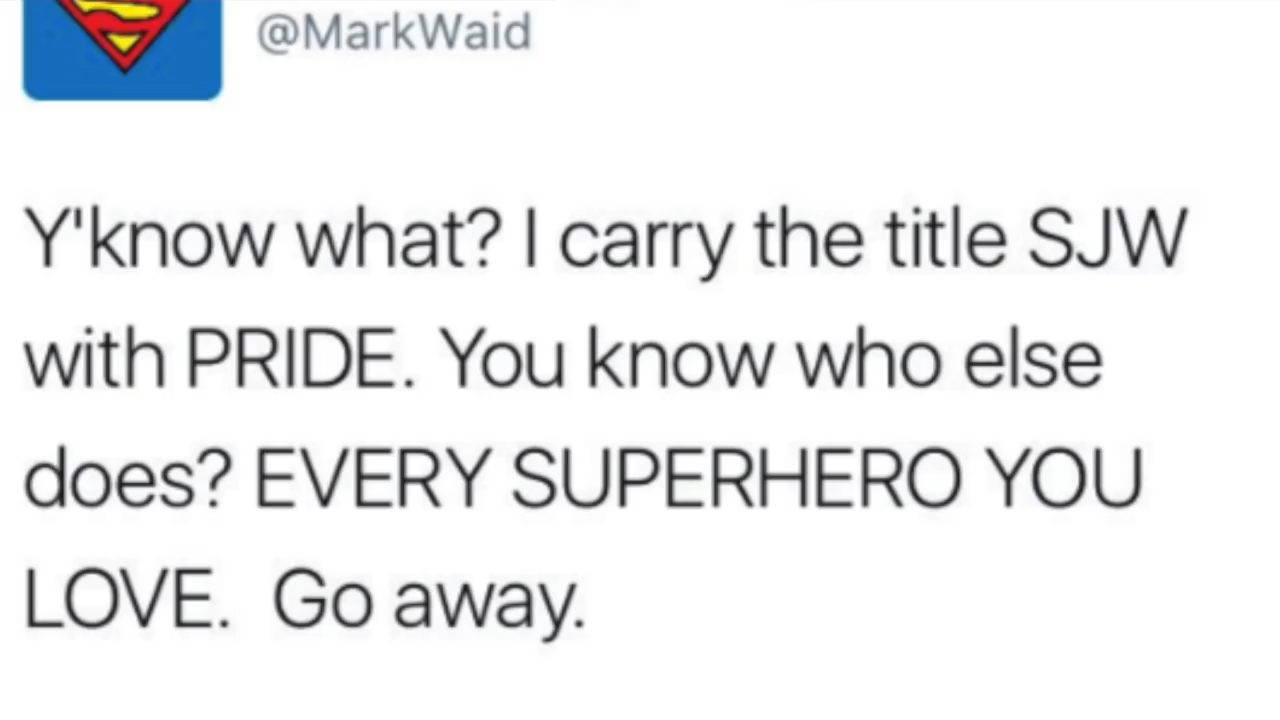 @MarkWaid
Y'know what? I carry the title SJW
with PRIDE. You know who else
does? EVERY SUPERHERO YOU
LOVE.  Go away.